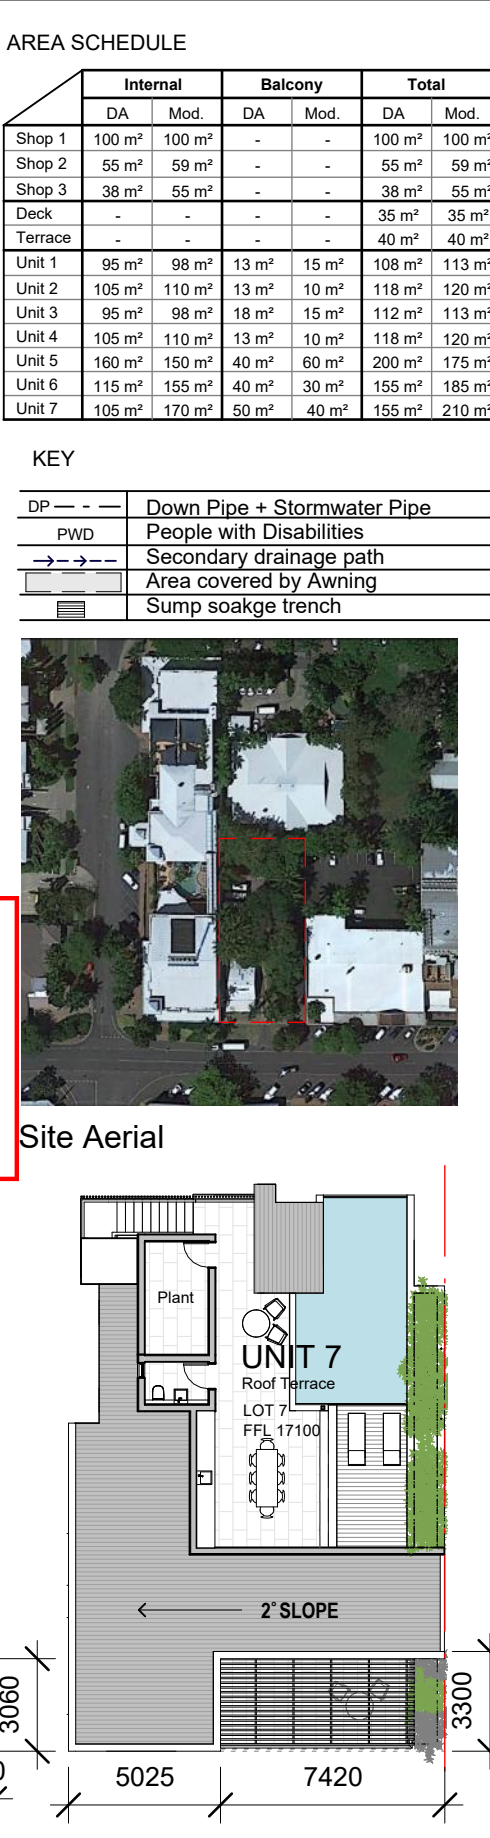 AREA SCHEDULE
Internal Balcony Total
DA Mod. DA Mod. DA Mod.
Shop 1 100 m² 100 m² - - 100 m² 100 m²
Shop 2 55 m² 59 m² - - 55 m² 59 m²
Shop 3 38 m² 55 m² - - 38 m² 55 m²
Deck - - - - 35 m² 35 m²
Terrace - - - - 40 m² 40 m²
Unit 1 95 m² 98 m² 13 m² 15 m² 108 m² 113 m²
Unit 2 105 m² 110 m² 13 m² 10 m² 118 m² 120 m²
Unit 3 95 m² 98 m² 18 m² 15 m² 112 m² 113 m²
Unit 4 105 m² 110 m² 13 m² 10 m² 118 m² 120 m²
Unit 5 160 m² 150 m² 40 m² 60 m² 200 m² 175 m²
Unit 6 115 m² 155 m² 40 m² 30 m² 155 m² 185 m²
Unit 7 105 m² 170 m² 50 m² 40 m² 155 m² 210 m²
KEY
DP Down Pipe + Stormwater Pipe
PWD People with Disabilities
Secondary drainage path
Area covered by Awning
Sump soakge trench
Site Aerial
Plant
UNIT 7
Roof Terrace
LOT 7
FFL 17100
2° SLOPE
3060
3300
0
5025 7420